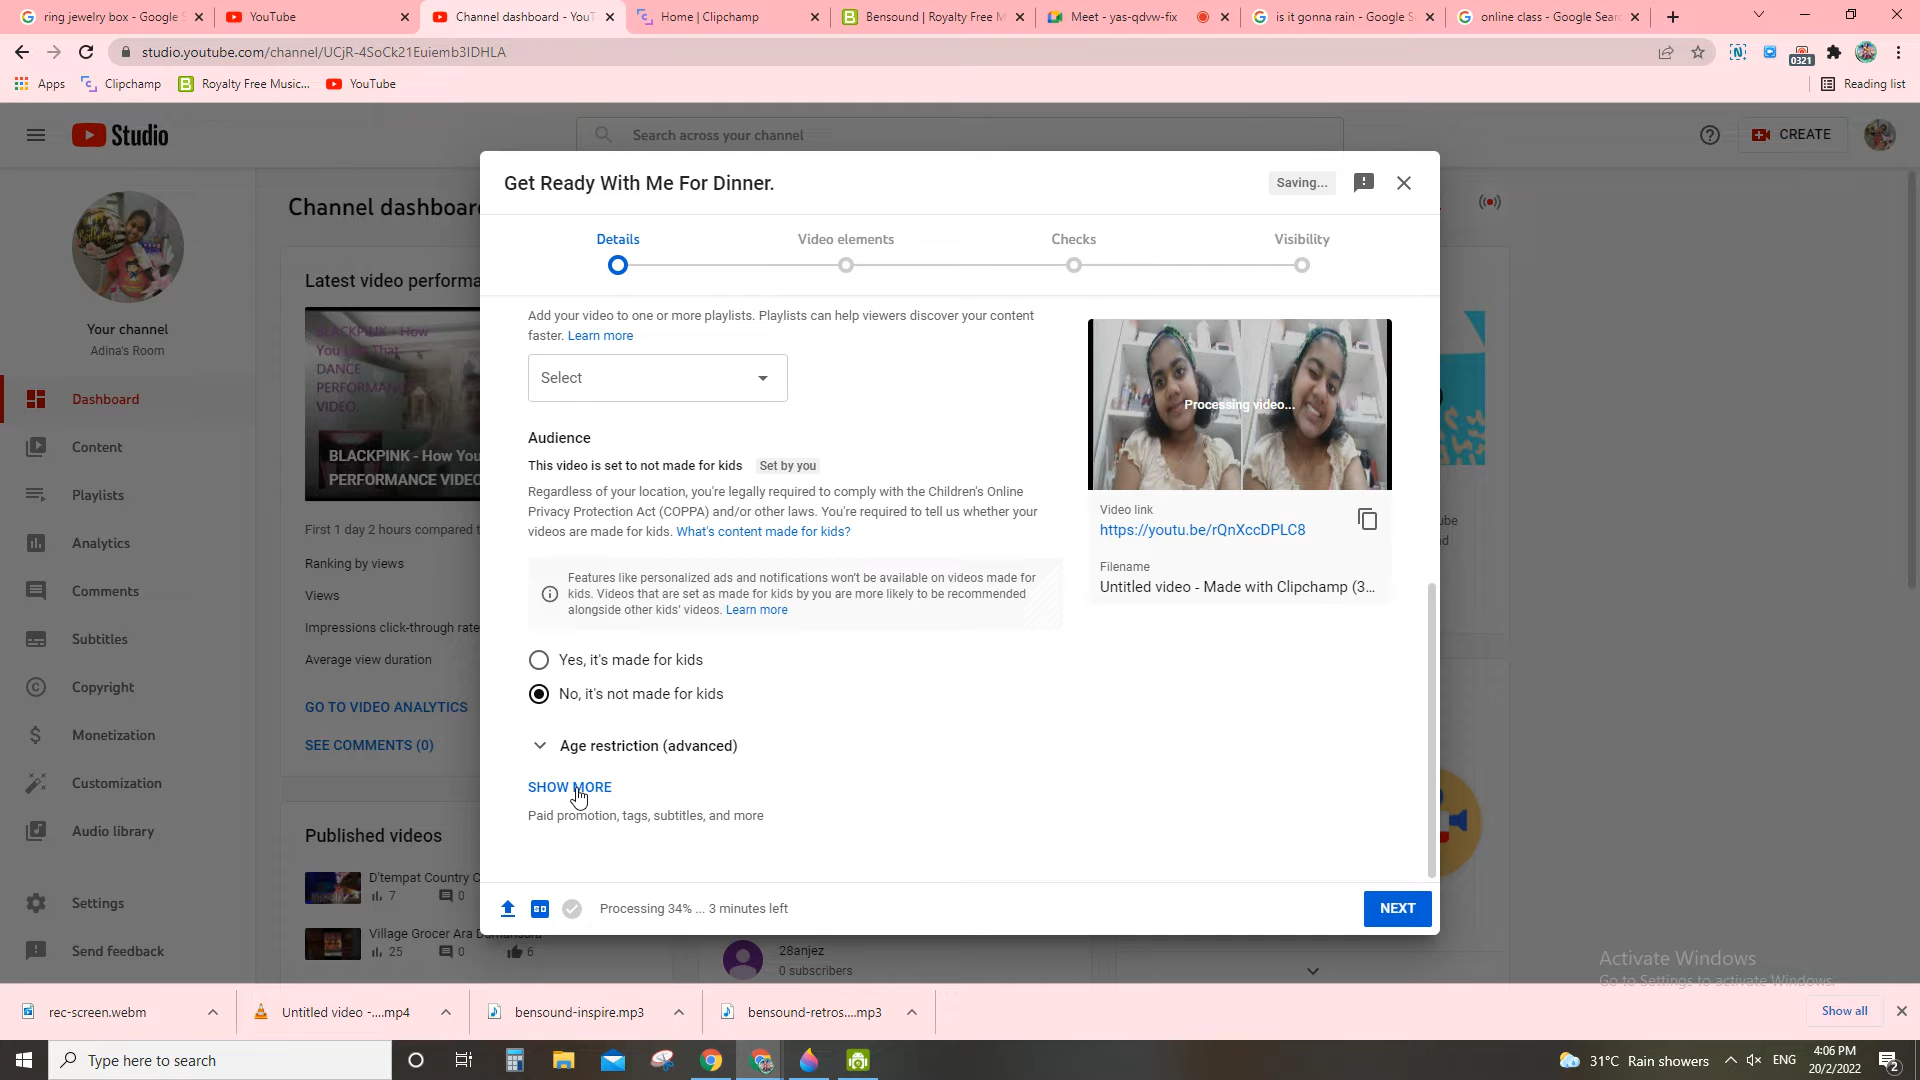 ring jewelry box - Google S
YouTube
Channel dashboard - YouT
Home | Clipchamp
Bensound | Royalty Free M
Meet - yas-qdvw-fix
is it gonna rain - Google S
online class - Google Sear
studio.youtube.com/channel/UCjR-4SoCk21Euiemb3IDHLA
0321
Apps
Clipchamp
Royalty Free Music...
YouTube
Reading list
Studio
Search across your channel
CREATE
Your channel
Adina's Room
Dashboard
Content
Playlists
Analytics
Comments
Subtitles
Copyright
Monetization
Customization
Audio library
Settings
Send feedback
Channel dashboar
Latest video performa
BLACKPINK - How
You Like That
DANCE
PERFORMANC
VIDEO.
BLACKPINK - How You
PERFORMANCE VIDEO
First 1 day 2 hours compared t
Ranking by views
Views
Impressions click-through rate
Average view duration
GO TO VIDEO ANALYTICS
SEE COMMENTS (0)
Published videos
D'tempat Country C
7
0
Village Grocer Ara Damansara
25
0
6
Get Ready With Me For Dinner.
Saving...
Details
Video elements
Checks
Visibility
Add your video to one or more playlists. Playlists can help viewers discover your content
faster. Learn more
Select
Audience
This video is set to not made for kids
Set by you
Regardless of your location, you're legally required to comply with the Children's Online
Privacy Protection Act (COPPA) and/or other laws. You're required to tell us whether your
videos are made for kids. What's content made for kids?
Features like personalized ads and notifications won't be available on videos made for
kids. Videos that are set as made for kids by you are more likely to be recommended
alongside other kids' videos. Learn more
Yes, it's made for kids
No, it's not made for kids
Age restriction (advanced)
SHOW MORE
Paid promotion, tags, subtitles, and more
Processing video...
Video link
https://youtu.be/rQnXccDPLC8
Filename
Untitled video - Made with Clipchamp (3...
Processing 34% ... 3 minutes left
NEXT
28anjez
0 subscribers
Activate Windows
Go to Settings to activate Windows.
rec-screen.webm
Untitled video -....mp4
bensound-inspire.mp3
bensound-retros....mp3
Show all
Type here to search
31°C Rain showers
ENG
4:06 PM
20/2/2022
2